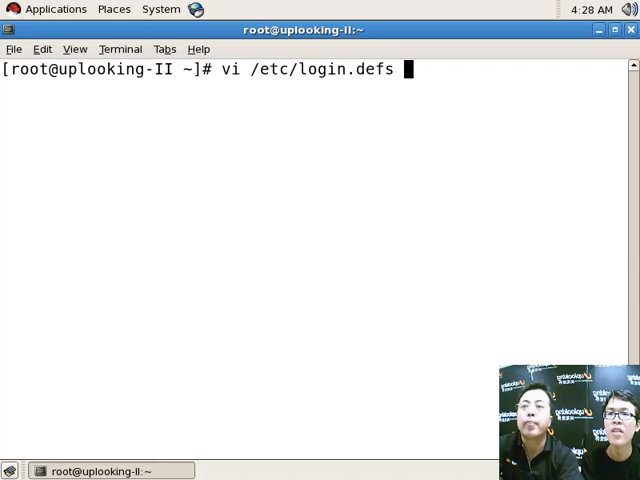 Applications Places System
4:28 AM
root@uplooking-II:~
File Edit View Terminal Tabs Help
[root@uplooking-II ~]# vi /etc/login.defs
root@uplooking-II:~